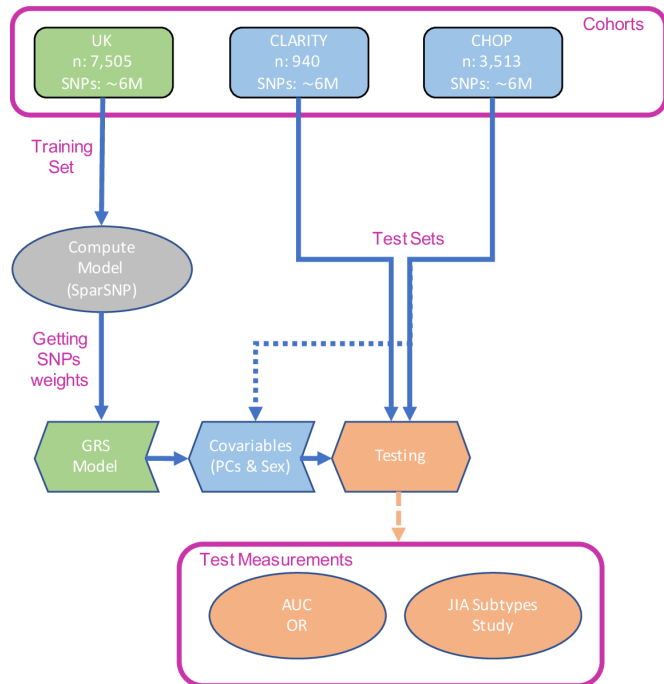 Cohorts
UK
n: 7,505
SNPs: ~6M
CLARITY
n: 940
SNPs: ~6M
CHOP
n: 3,513
SNPs: ~6M
Training
Set
Test Sets
Compute
Model
(SparSNP)
Getting
SNPs
weights
GRS
Model
Covariables
(PCs & Sex)
Testing
Test Measurements
AUC
OR
JIA Subtypes
Study